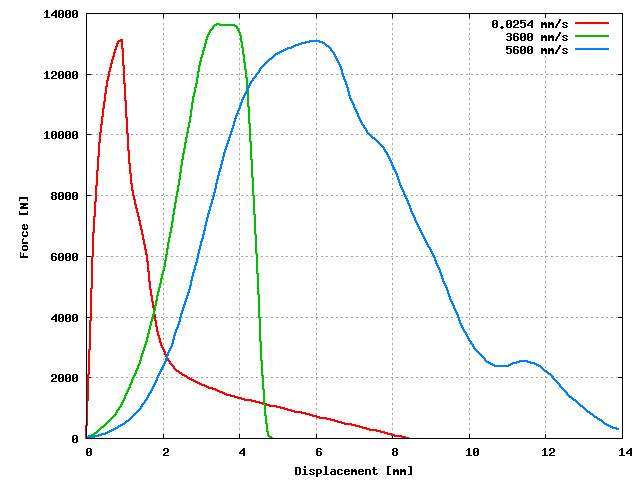 14000
12000
10000
8000
6000
4000
2000
0
0.0254 mm/s
3600 mm/s
5600 mm/s
Force [N]
0 2 4 6 8 10 12 14
Displacement [mm]